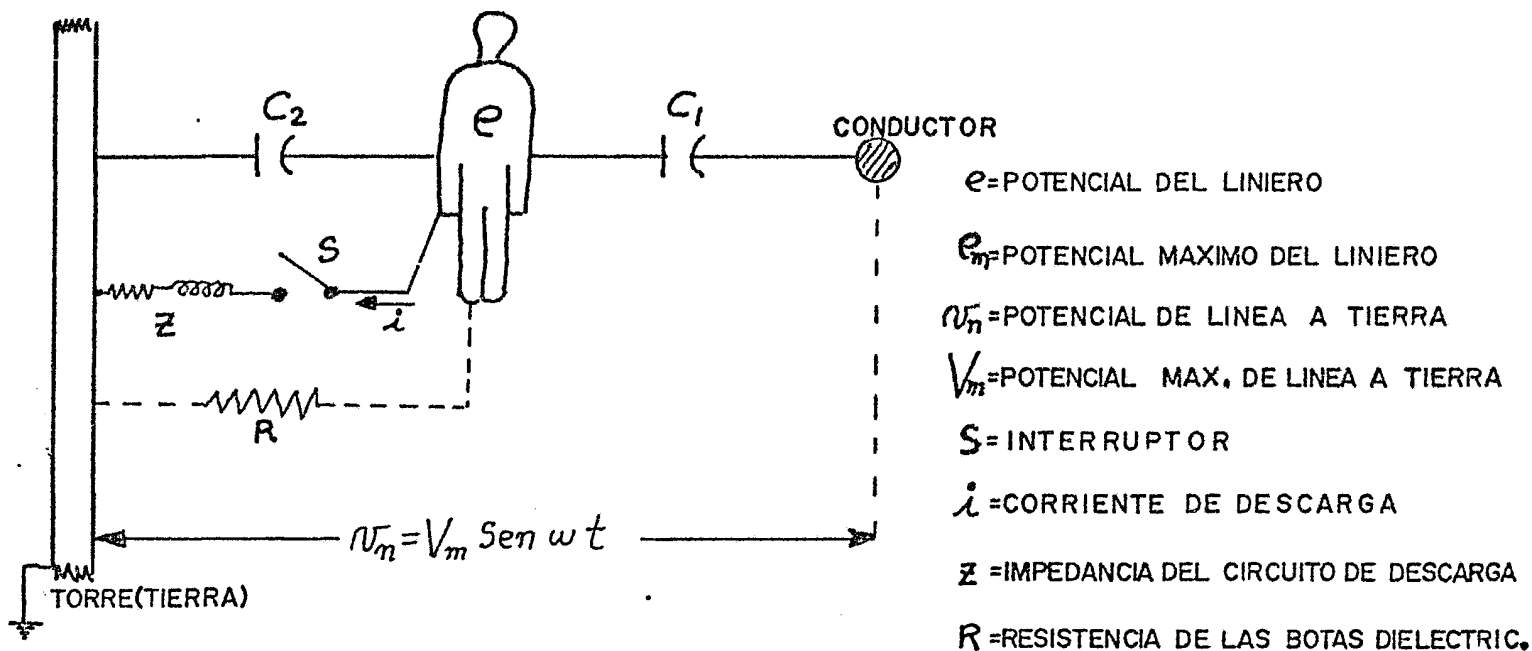 C₂
e
C₁
CONDUCTOR
S
i
Z
R
𝑣n = Vm Sen ω t
TORRE(TIERRA)
e=POTENCIAL DEL LINIERO
em=POTENCIAL MAXIMO DEL LINIERO
𝑣n=POTENCIAL DE LINEA A TIERRA
Vm=POTENCIAL MAX. DE LINEA A TIERRA
S=INTERRUPTOR
i=CORRIENTE DE DESCARGA
Z=IMPEDANCIA DEL CIRCUITO DE DESCARGA
R=RESISTENCIA DE LAS BOTAS DIELECTRIC.